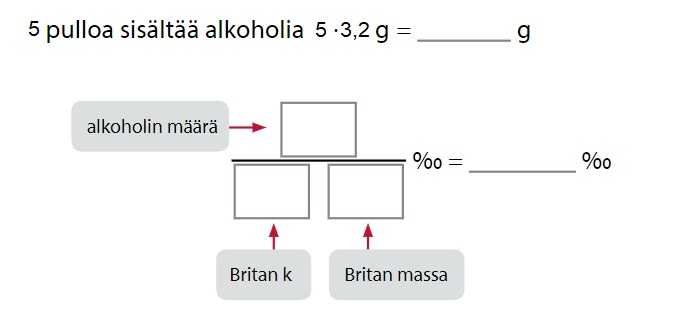 5 pulloa sisältää alkoholia 5 ·3,2 g = ________ g
alkoholin määrä
‰ = ________ ‰
Britan k
Britan massa